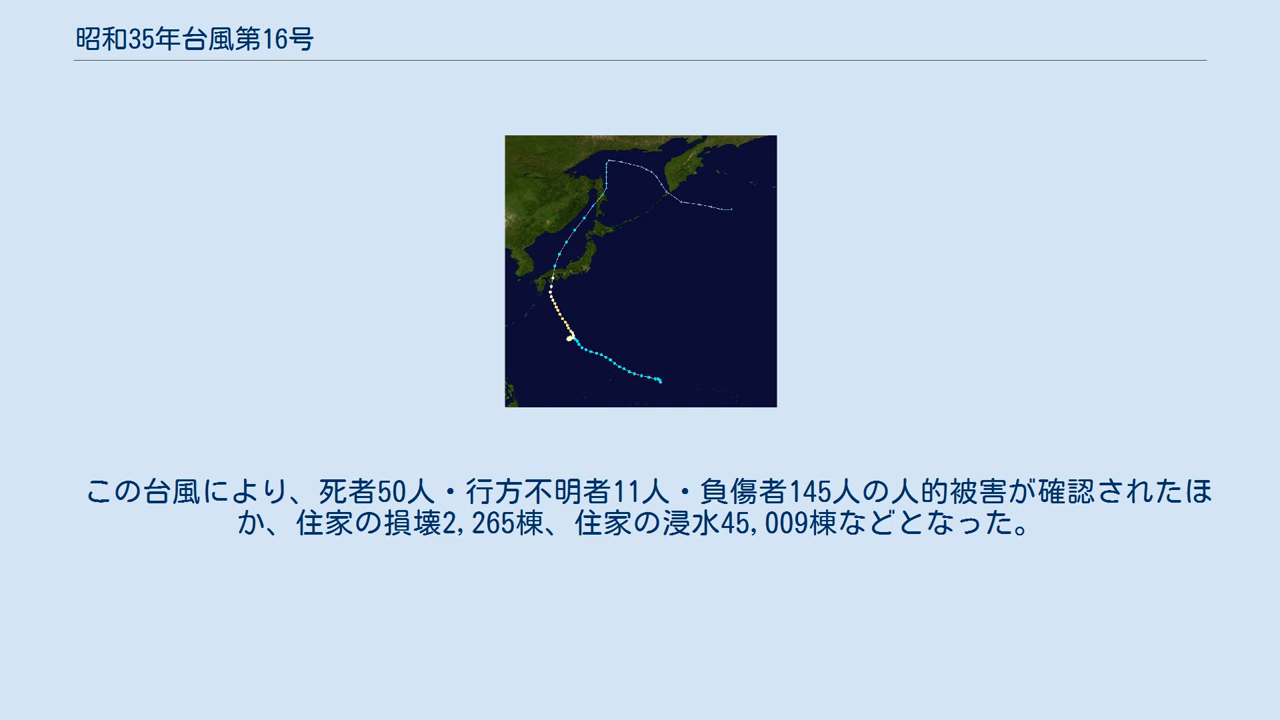 昭和35年台風第16号
この台風により、死者50人・行方不明者11人・負傷者145人の人的被害が確認されたほ
か、住家の損壊2,265棟、住家の浸水45,009棟などとなった。